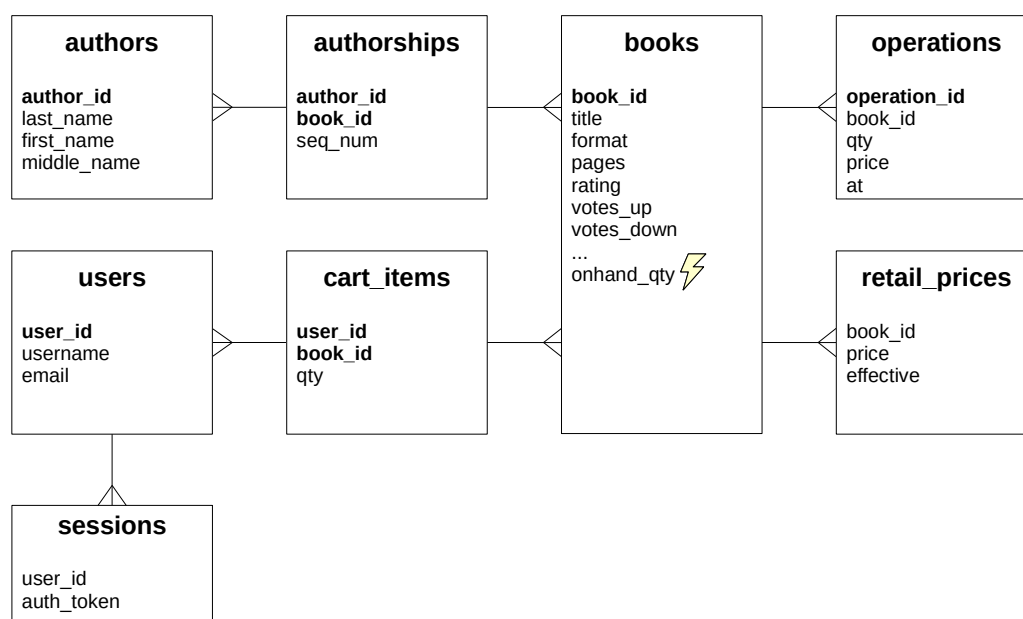 authors
author_id
last_name
first_name
middle_name
authorships
author_id
book_id
seq_num
books
book_id
title
format
pages
rating
votes_up
votes_down
...
onhand_qty
operations
operation_id
book_id
qty
price
at
users
user_id
username
email
cart_items
user_id
book_id
qty
retail_prices
book_id
price
effective
sessions
user_id
auth_token